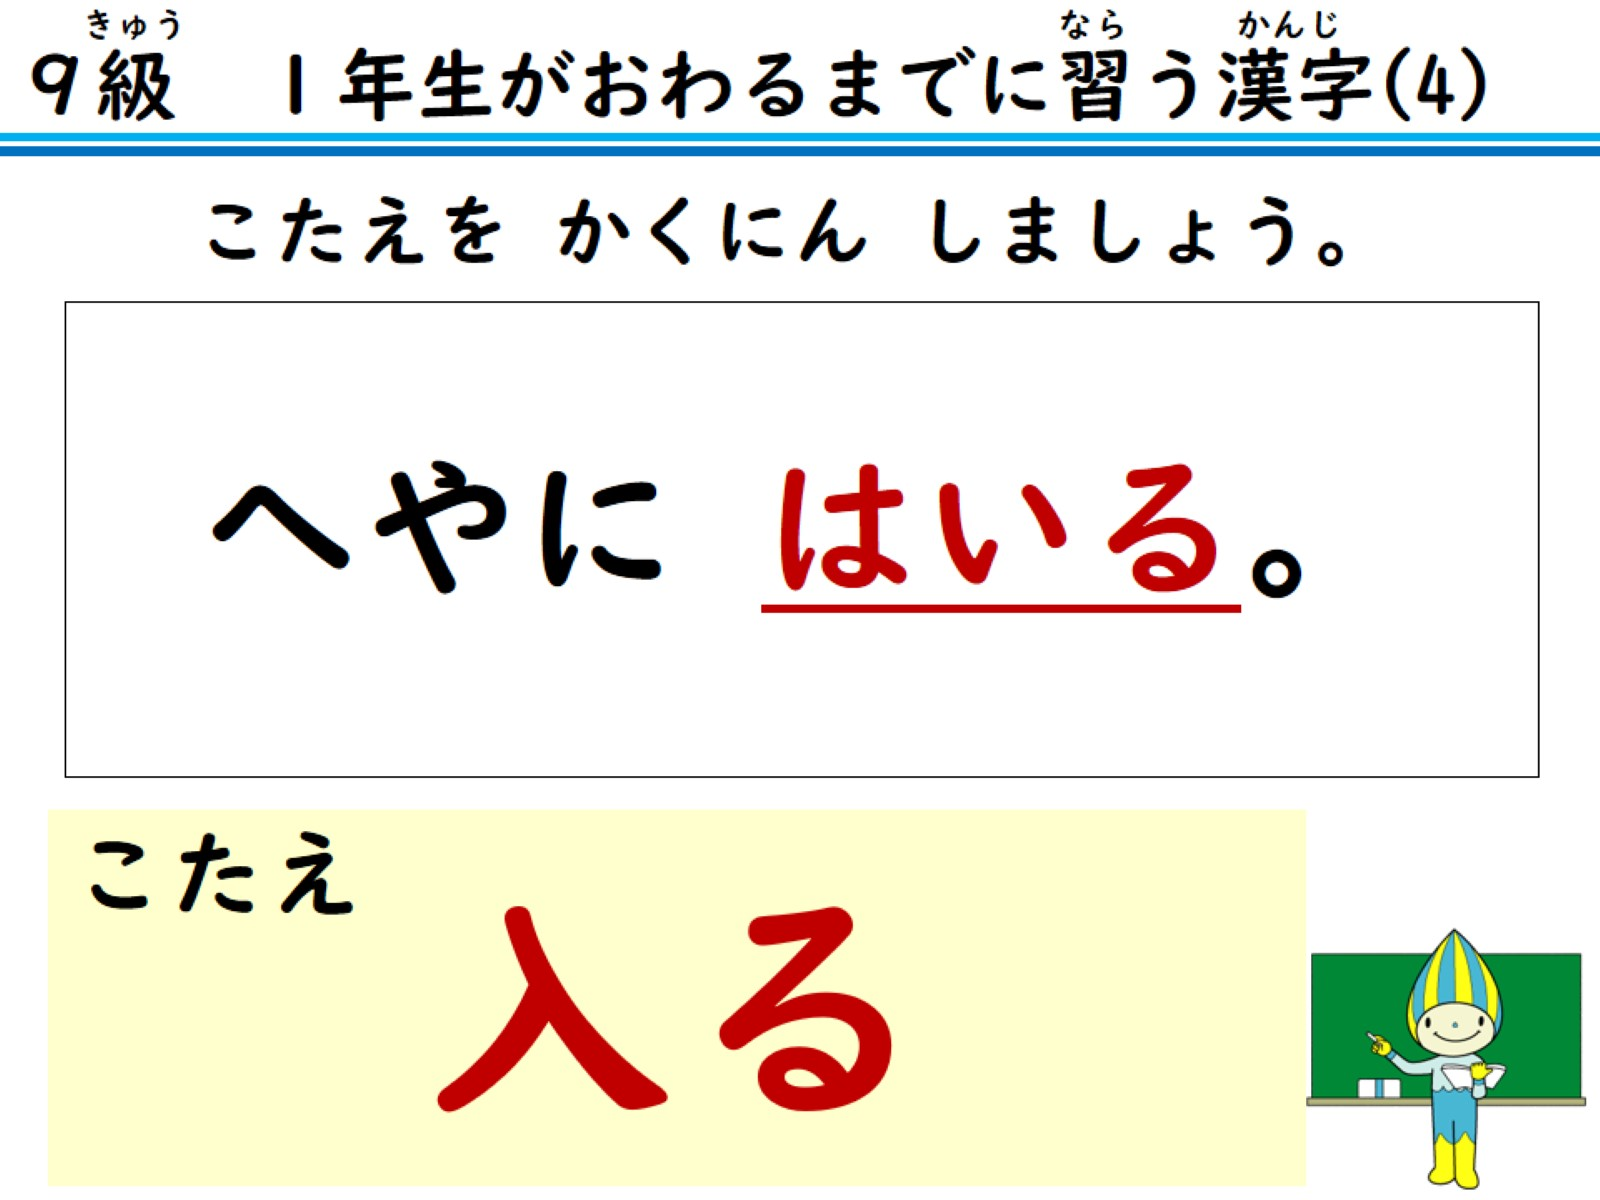 きゅう なら かんじ
9級 1年生がおわるまでに習う漢字(4)
こたえを かくにん しましょう。
へやに はいる。
こたえ
入る